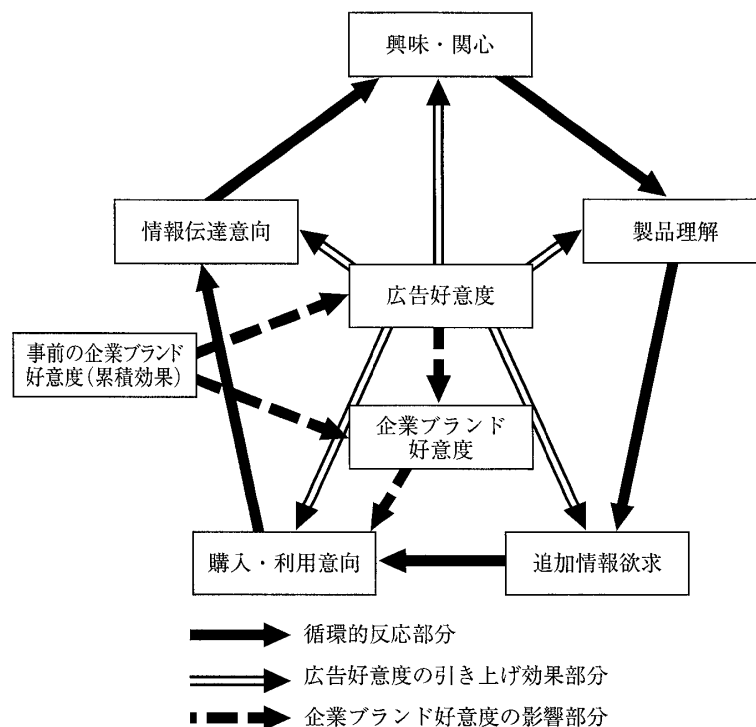 興味・関心
情報伝達意向
製品理解
広告好意度
事前の企業ブランド
好意度(累積効果)
企業ブランド
好意度
購入・利用意向
追加情報欲求
循環的反応部分
広告好意度の引き上げ効果部分
企業ブランド好意度の影響部分